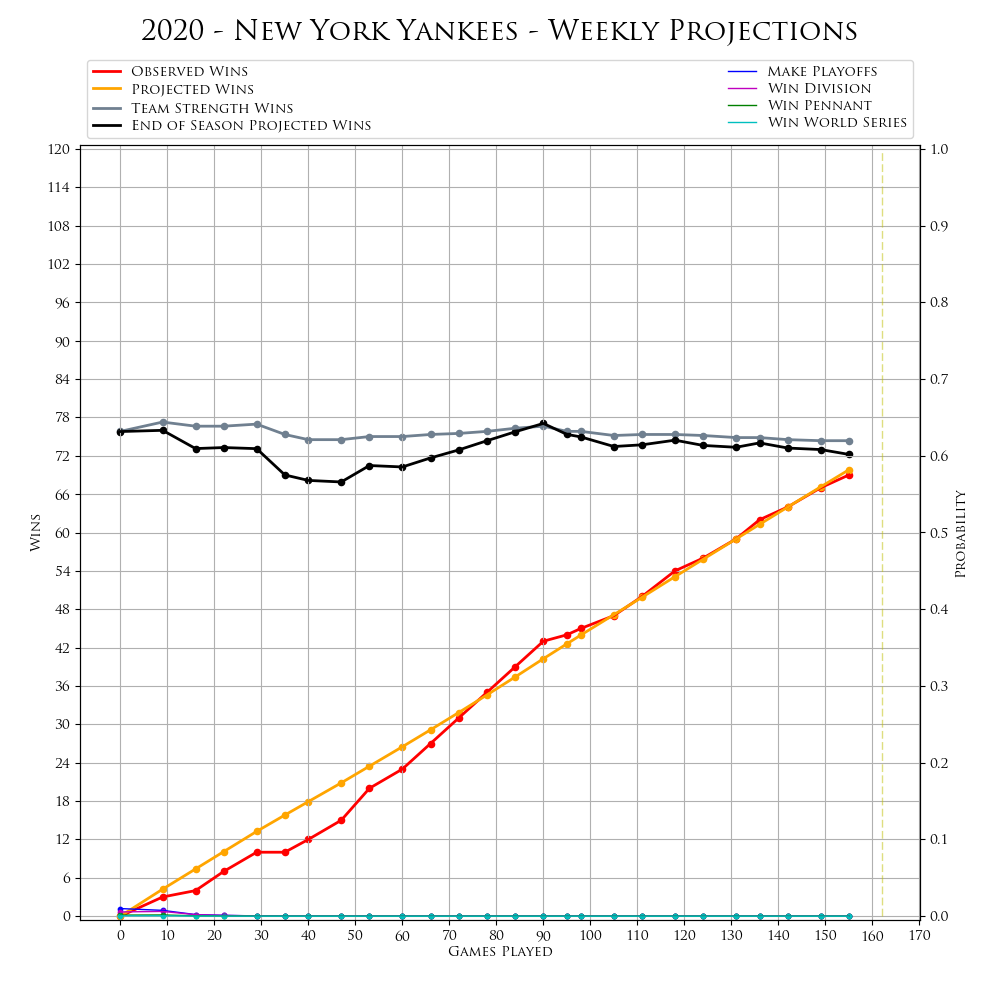 2020 - New York Yankees - Weekly Projections
Observed Wins
Projected Wins
Team Strength Wins
End of Season Projected Wins
Make Playoffs
Win Division
Win Pennant
Win World Series
120
114
108
102
96
90
84
78
72
66
60
54
48
42
36
30
24
18
12
6
0
Wins
1.0
0.9
0.8
0.7
0.6
0.5
0.4
0.3
0.2
0.1
0.0
Probability
0 10 20 30 40 50 60 70 80 90 100 110 120 130 140 150 160 170
Games Played